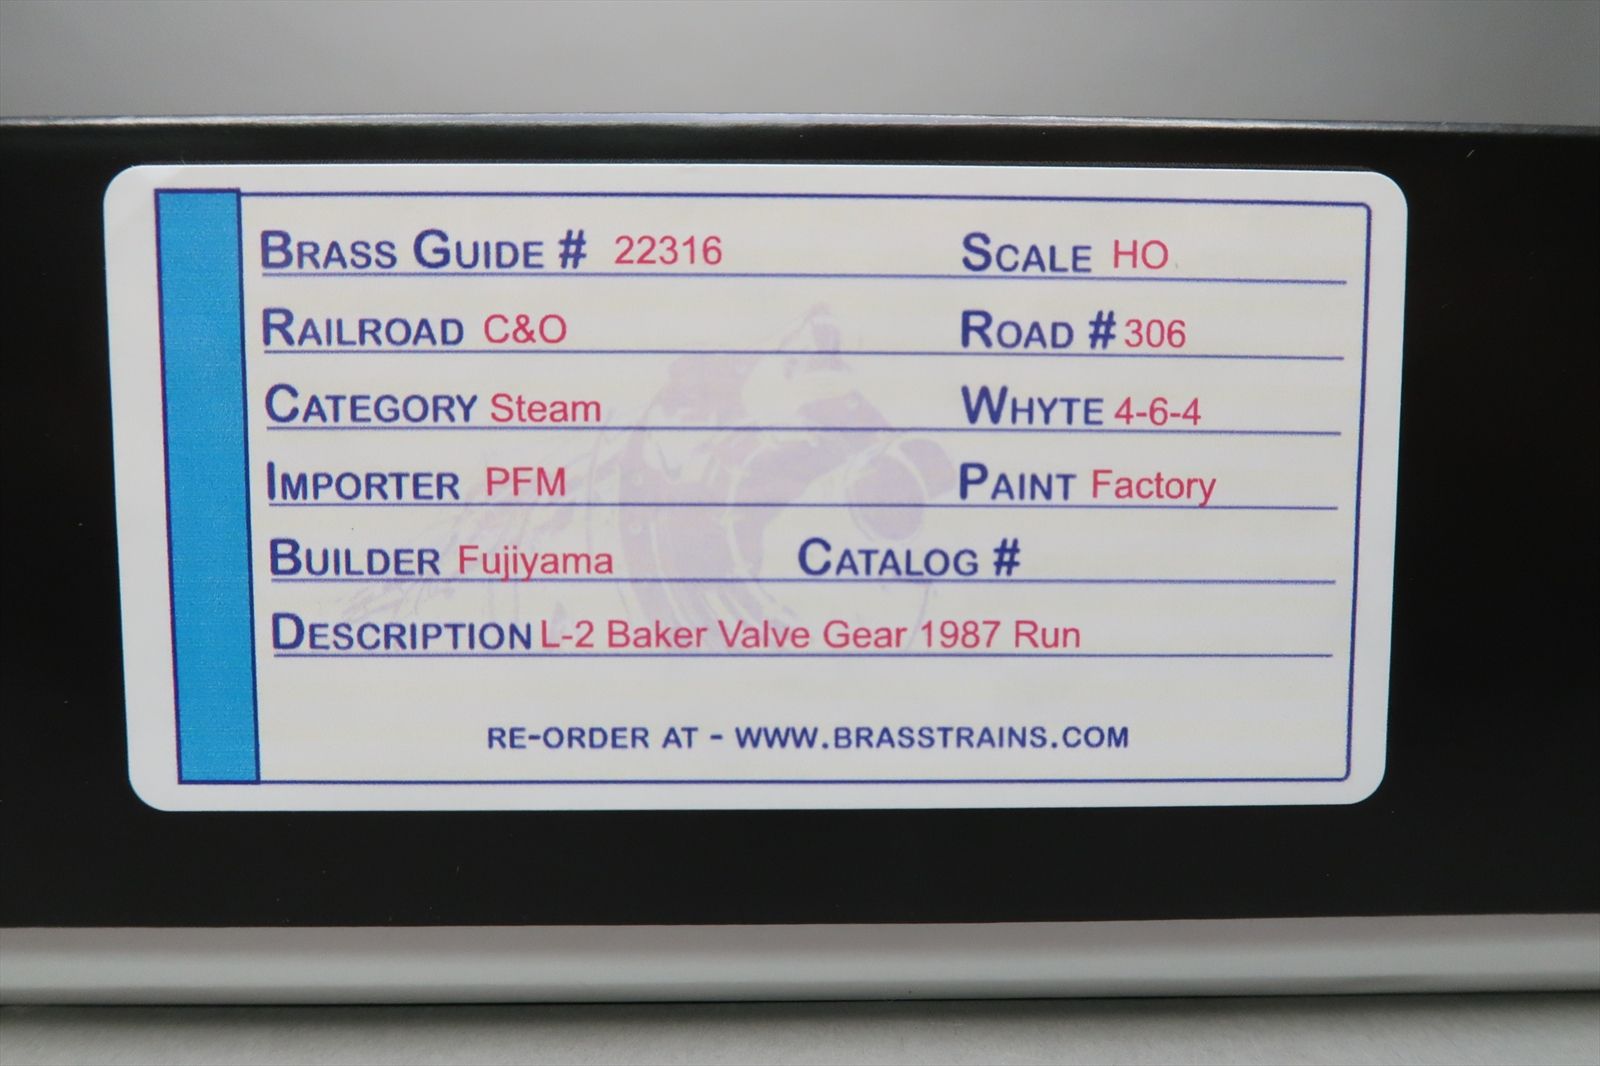 BRASS GUIDE # 22316 SCALE HO
RAILROAD C&O ROAD # 306
CATEGORY Steam WHYTE 4-6-4
IMPORTER PFM PAINT Factory
BUILDER Fujiyama CATALOG #
DESCRIPTION L-2 Baker Valve Gear 1987 Run
RE-ORDER AT - WWW.BRASSTRAINS.COM